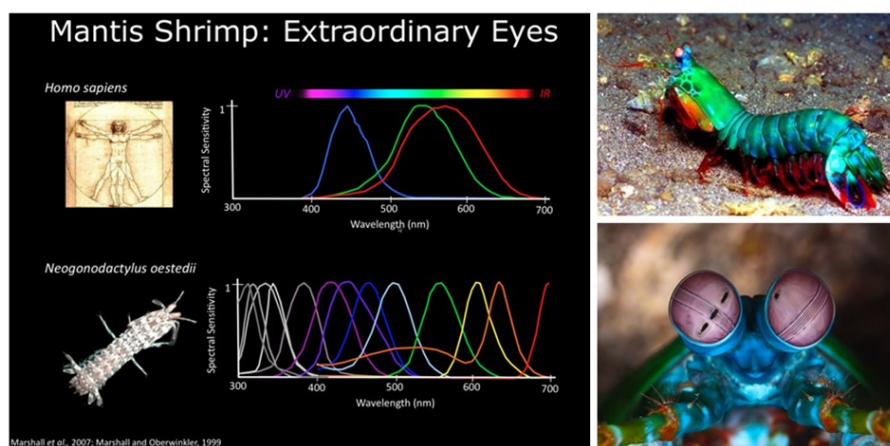 Mantis Shrimp: Extraordinary Eyes
Homo sapiens
UV
IR
1
Spectral Sensitivity
300 400 500 600 700
Wavelength (nm)
Neogonodactylus oestedii
1
Spectral Sensitivity
300 400 500 600 700
Wavelength (nm)
Marshall et al., 2007; Marshall and Oberwinkler, 1999